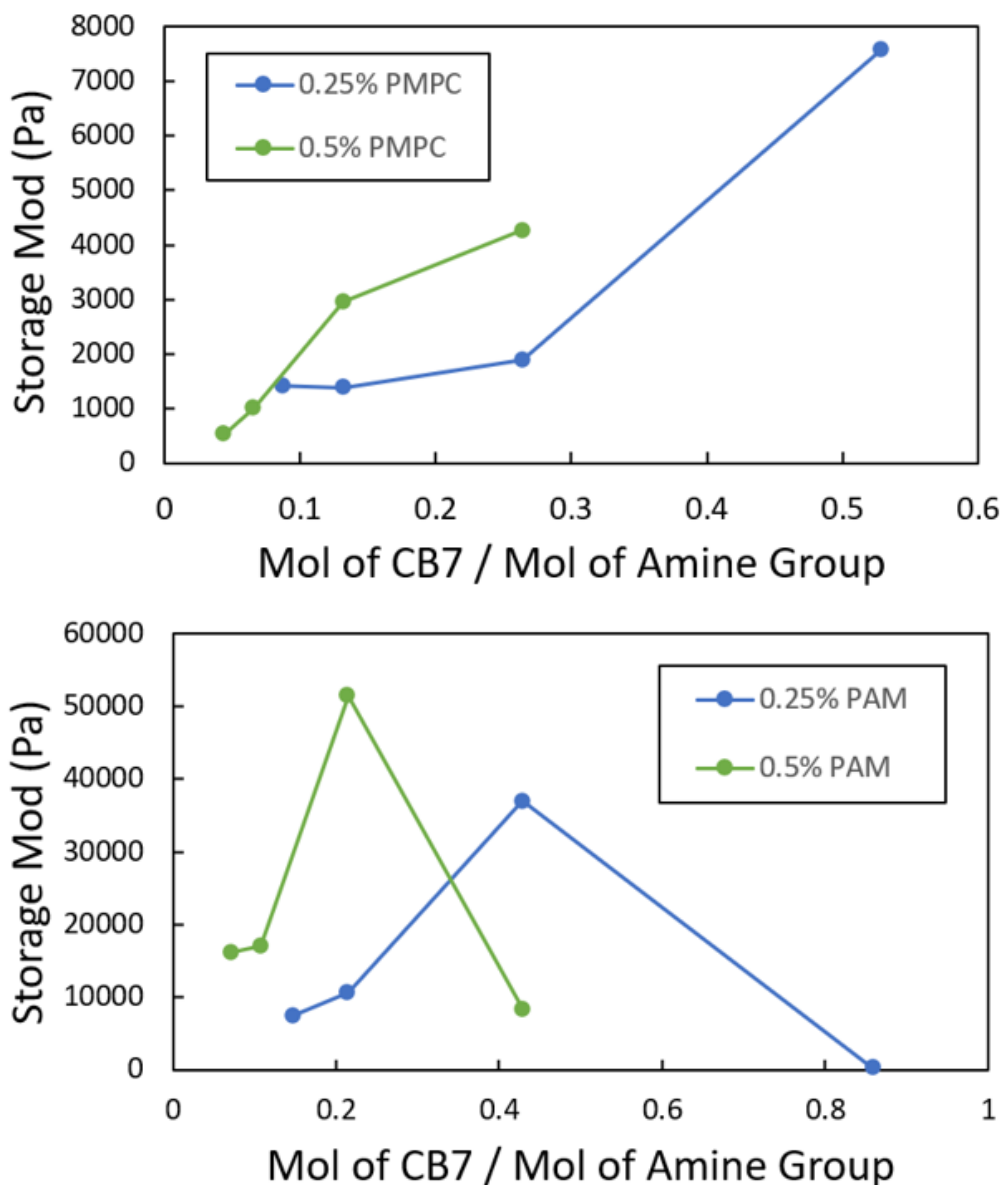 8000
7000
6000
5000
4000
3000
2000
1000
0
Storage Mod (Pa)
0.25% PMPC
0.5% PMPC
0 0.1 0.2 0.3 0.4 0.5 0.6
Mol of CB7 / Mol of Amine Group
60000
50000
40000
30000
20000
10000
0
Storage Mod (Pa)
0.25% PAM
0.5% PAM
0 0.2 0.4 0.6 0.8 1
Mol of CB7 / Mol of Amine Group